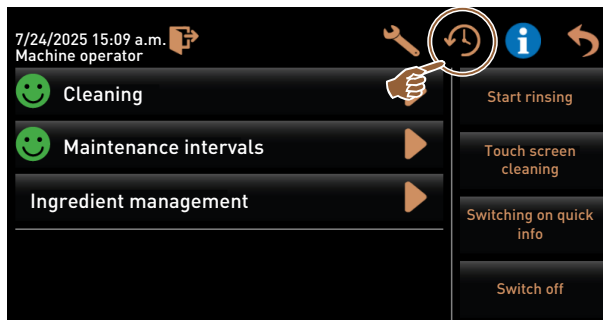 7/24/2025 15:09 a.m.
Machine operator
Cleaning
Maintenance intervals
Ingredient management
Start rinsing
Touch screen
cleaning
Switching on quick
info
Switch off